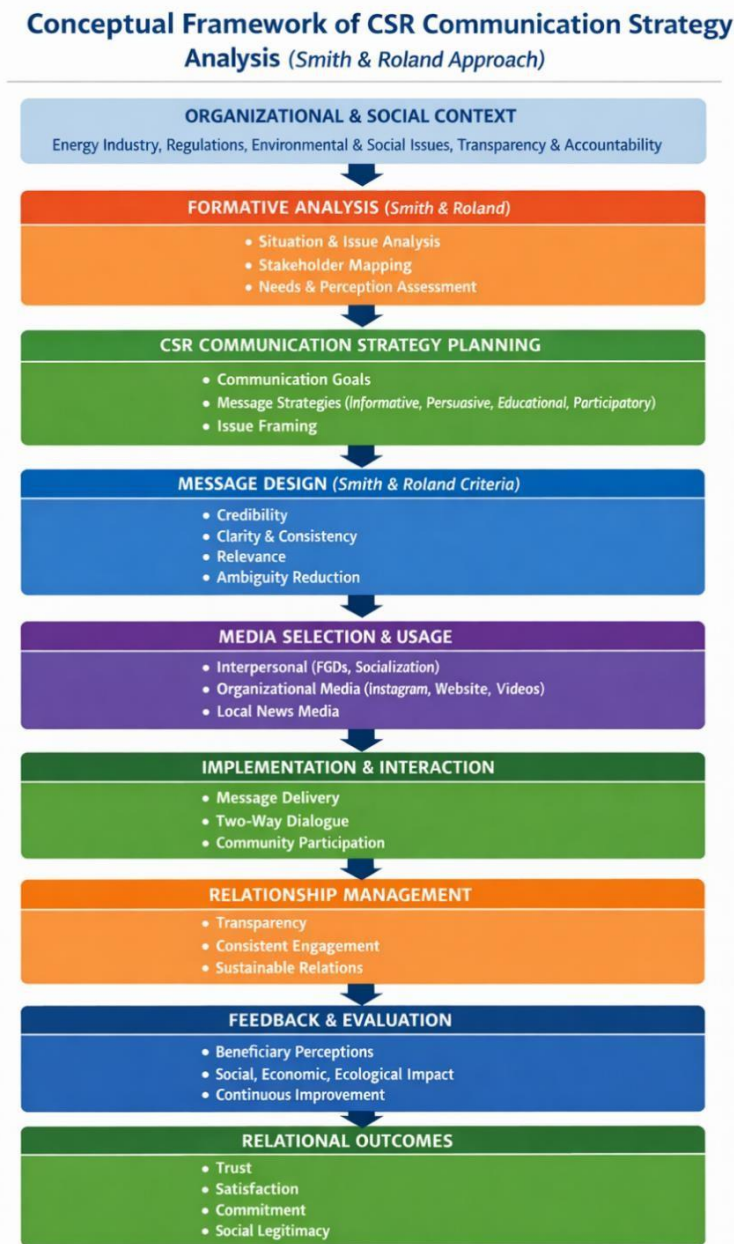 Conceptual Framework of CSR Communication Strategy
Analysis (Smith & Roland Approach)
ORGANIZATIONAL & SOCIAL CONTEXT
Energy Industry, Regulations, Environmental & Social Issues, Transparency & Accountability
FORMATIVE ANALYSIS (Smith & Roland)
• Situation & Issue Analysis
• Stakeholder Mapping
• Needs & Perception Assessment
CSR COMMUNICATION STRATEGY PLANNING
• Communication Goals
• Message Strategies (Informative, Persuasive, Educational, Participatory)
• Issue Framing
MESSAGE DESIGN (Smith & Roland Criteria)
• Credibility
• Clarity & Consistency
• Relevance
• Ambiguity Reduction
MEDIA SELECTION & USAGE
• Interpersonal (FGDs, Socialization)
• Organizational Media (Instagram, Website, Videos)
• Local News Media
IMPLEMENTATION & INTERACTION
• Message Delivery
• Two-Way Dialogue
• Community Participation
RELATIONSHIP MANAGEMENT
• Transparency
• Consistent Engagement
• Sustainable Relations
FEEDBACK & EVALUATION
• Beneficiary Perceptions
• Social, Economic, Ecological Impact
• Continuous Improvement
RELATIONAL OUTCOMES
• Trust
• Satisfaction
• Commitment
• Social Legitimacy